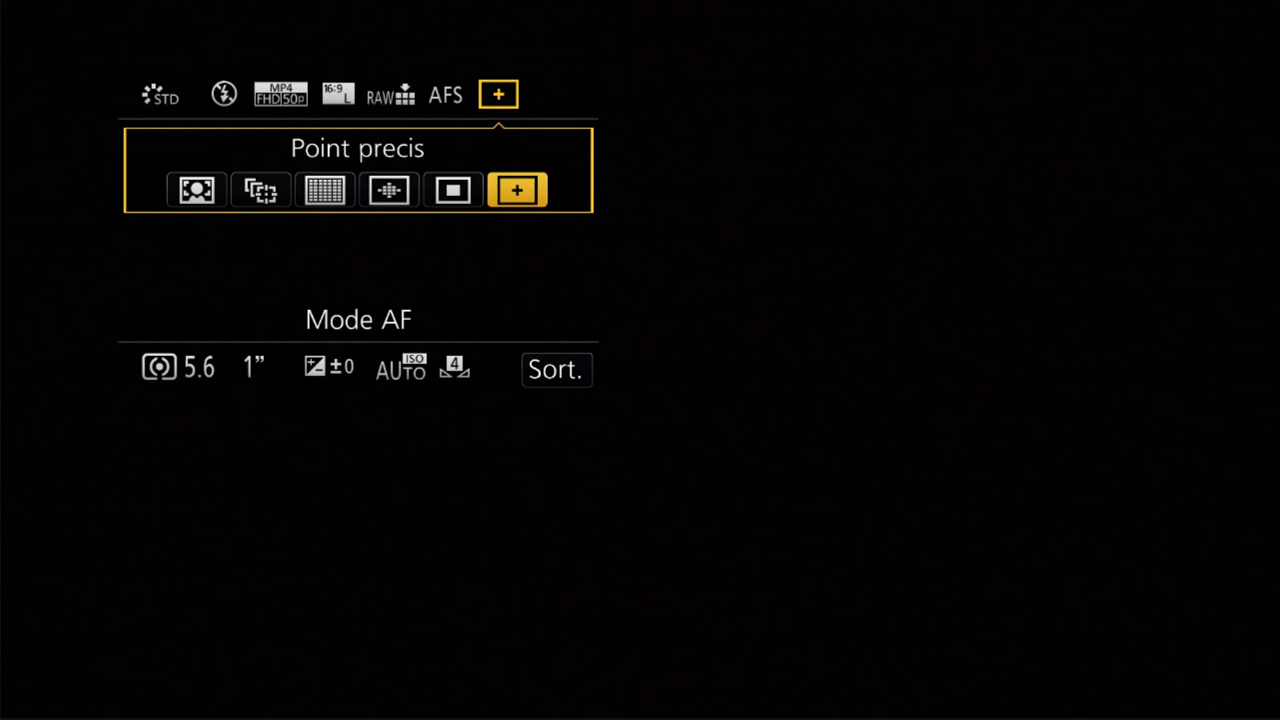 STD MP4 FHD 50p 16:9 L RAW AFS
Point precis
Mode AF
5.6 1” ±0 AUTO ISO 4 Sort.